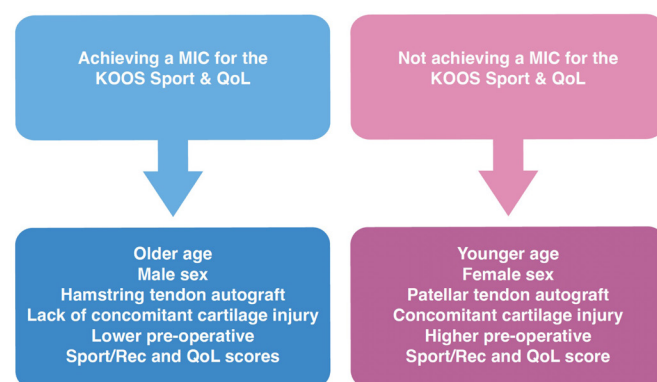 Achieving a MIC for the
KOOS Sport & QoL
Not achieving a MIC for the
KOOS Sport & QoL
Older age
Male sex
Hamstring tendon autograft
Lack of concomitant cartilage injury
Lower pre-operative
Sport/Rec and QoL scores
Younger age
Female sex
Patellar tendon autograft
Concomitant cartilage injury
Higher pre-operative
Sport/Rec and QoL score